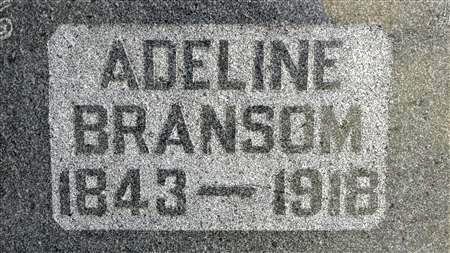 ADELINE
BRANSOM
1843 — 1918